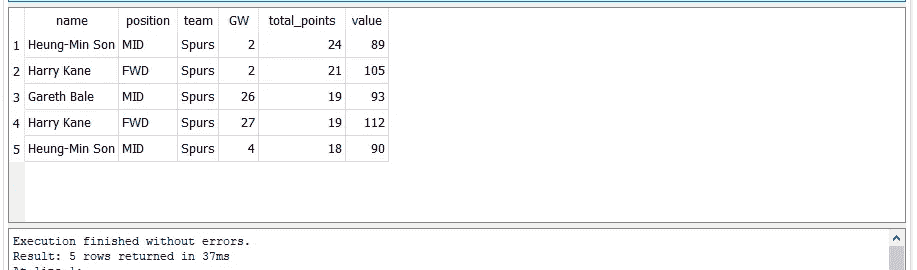 name position team GW total_points value
1 Heung-Min Son MID Spurs 2 24 89
2 Harry Kane FWD Spurs 2 21 105
3 Gareth Bale MID Spurs 26 19 93
4 Harry Kane FWD Spurs 27 19 112
5 Heung-Min Son MID Spurs 4 18 90
Execution finished without errors.
Result: 5 rows returned in 37ms
At line 1: